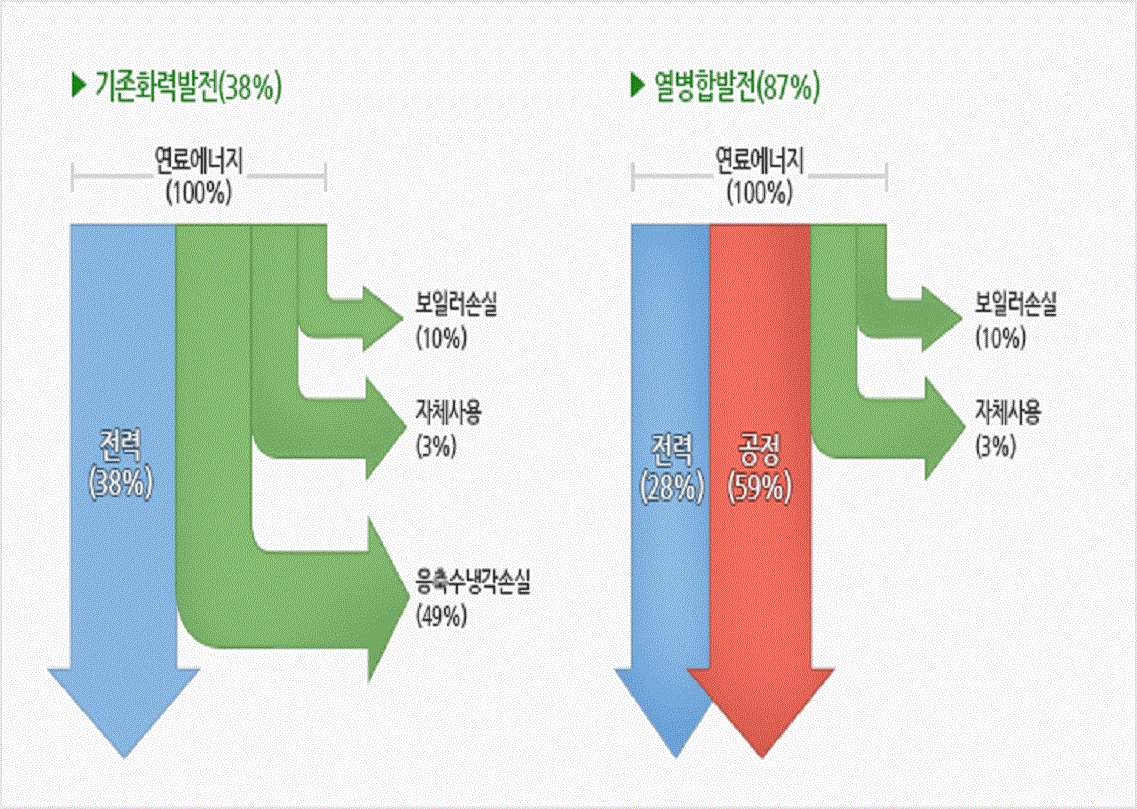 ▶ 기존화력발전(38%)
연료에너지
(100%)
보일러손실
(10%)
자체사용
(3%)
전력
(38%)
응축수냉각손실
(49%)
▶ 열병합발전(87%)
연료에너지
(100%)
보일러손실
(10%)
자체사용
(3%)
전력
(28%)
공정
(59%)